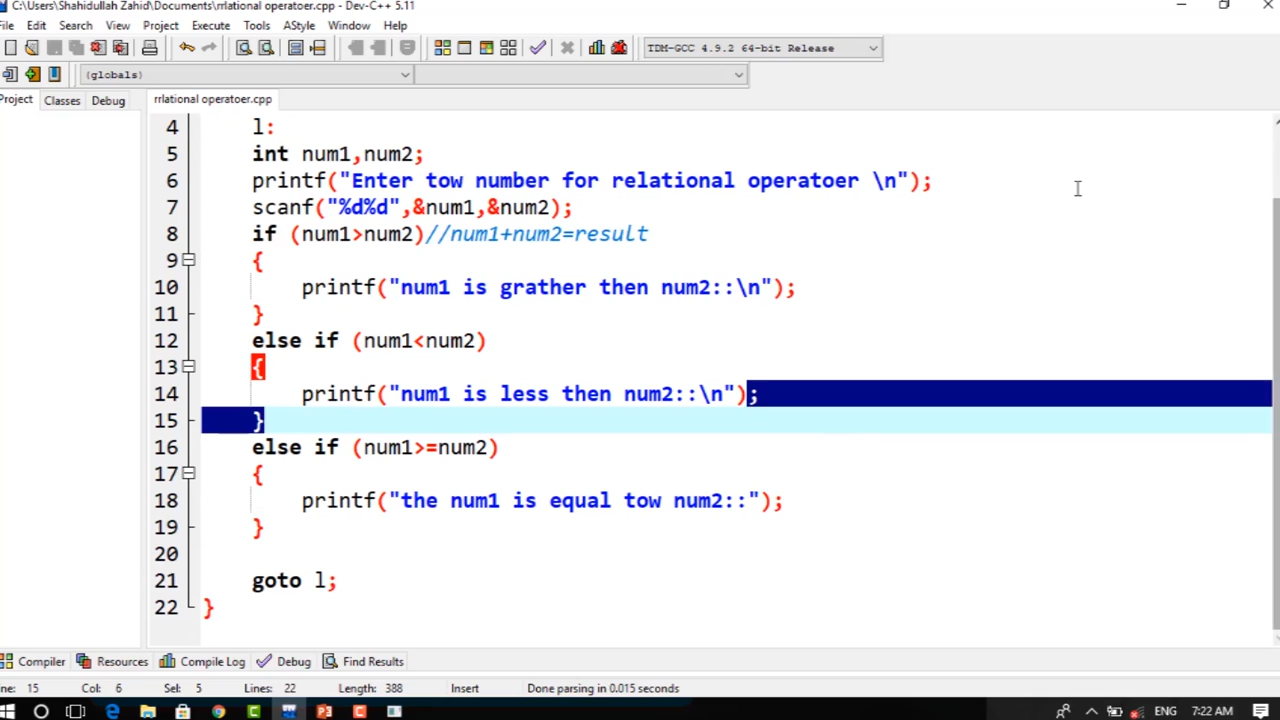 C:\Users\Shahidullah Zahid\Documents\rrlational operatoer.cpp - Dev-C++ 5.11
File Edit Search View Project Execute Tools AStyle Window Help
TDM-GCC 4.9.2 64-bit Release
(globals)
Project Classes Debug
rrlational operatoer.cpp
4 l:
5 int num1,num2;
6 printf("Enter tow number for relational operatoer \n");
7 scanf("%d%d",&num1,&num2);
8 if (num1>num2)//num1+num2=result
9 {
10 printf("num1 is grather then num2::\n");
11 }
12 else if (num1<num2)
13 {
14 printf("num1 is less then num2::\n");
15 }
16 else if (num1>=num2)
17 {
18 printf("the num1 is equal tow num2::");
19 }
20
21 goto l;
22 }
Compiler Resources Compile Log Debug Find Results
ine: 15 Col: 6 Sel: 5 Lines: 22 Length: 388 Insert Done parsing in 0.015 seconds
ENG 7:22 AM